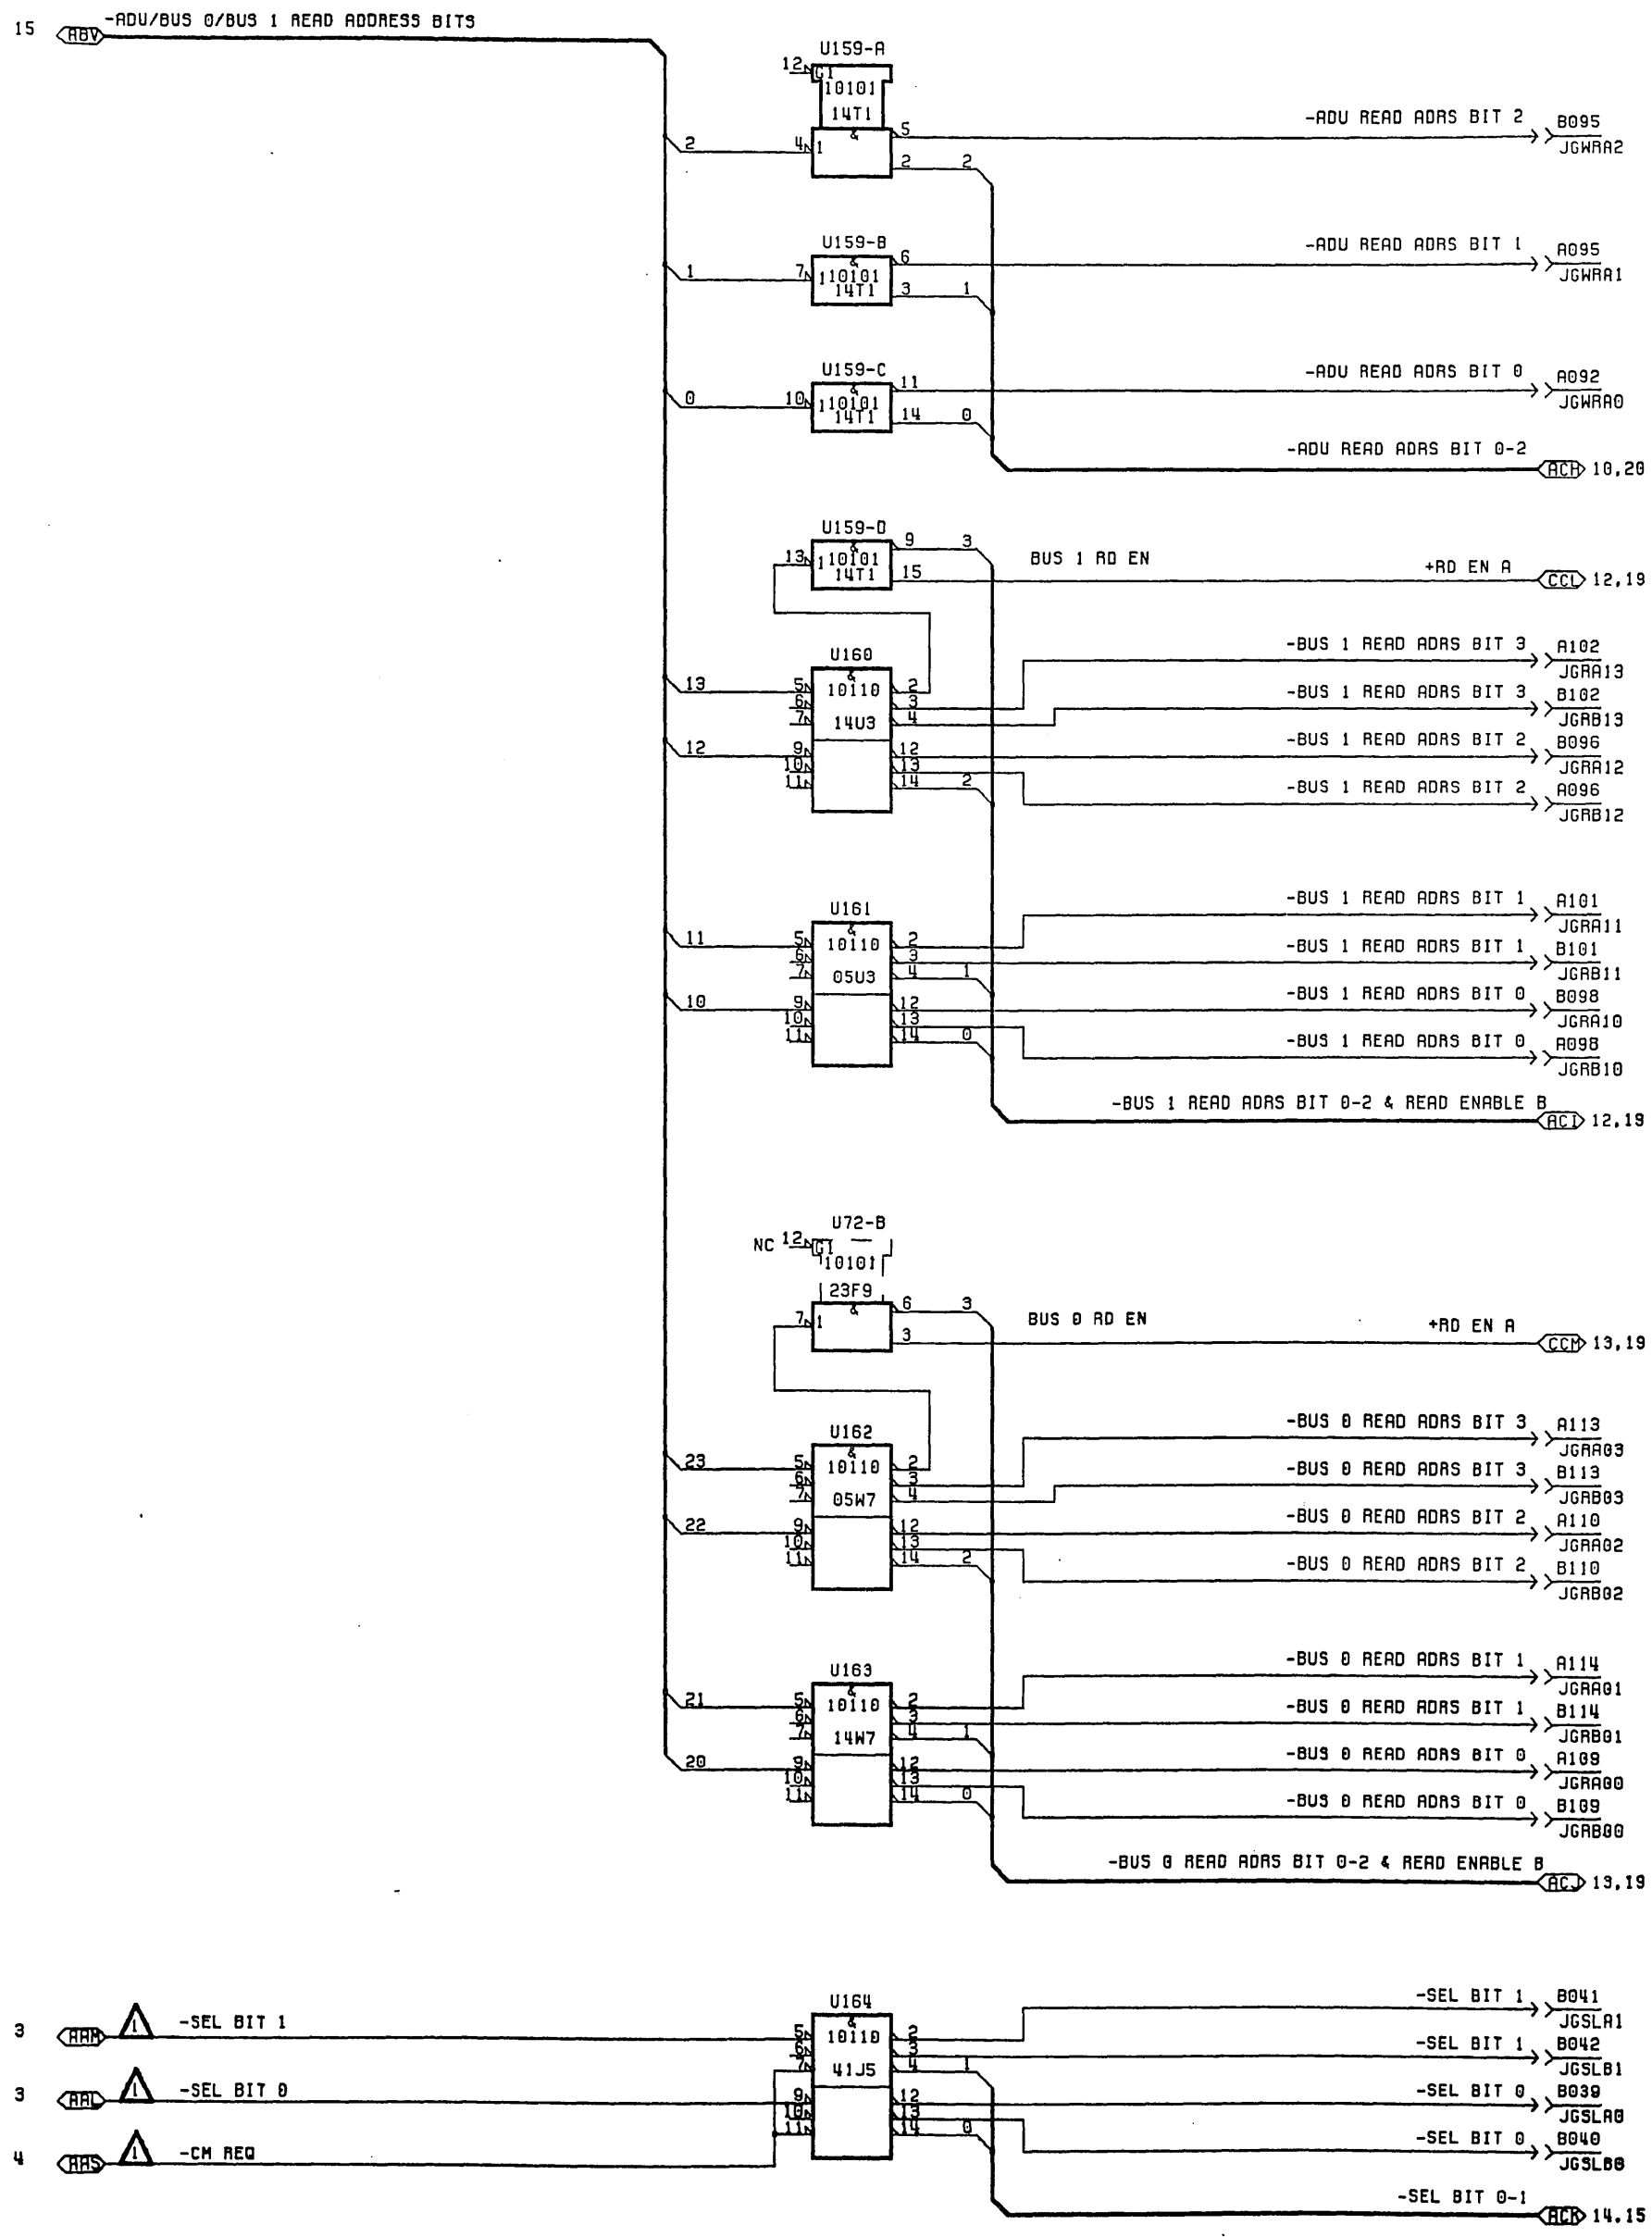 -ADU/BUS 0/BUS 1 READ ADDRESS BITS
15 ABV
U159-A
12 G1
10101
14T1
&
2 4 1 5 -ADU READ ADRS BIT 2 B095
JGWRA2
2 2
U159-B
&
1 7 1 10101 6 -ADU READ ADRS BIT 1 A095
JGWRA1
14T1 3 1
U159-C
&
0 10 1 10101 11 -ADU READ ADRS BIT 0 A092
JGWRA0
14T1 14 0
-ADU READ ADRS BIT 0-2 ACH 10,20
U159-D
&
13 1 10101 9 3
14T1 15 BUS 1 RD EN +RD EN A CCL 12,19
U160
&
13 5 10110 2 -BUS 1 READ ADRS BIT 3 A102
JGRA13
6 3 -BUS 1 READ ADRS BIT 3 B102
JGRB13
7 14U3 4
12 9 12 -BUS 1 READ ADRS BIT 2 B096
JGRA12
10 13 -BUS 1 READ ADRS BIT 2 A096
JGRB12
11 14 2
U161
&
11 5 10110 2 -BUS 1 READ ADRS BIT 1 A101
JGRA11
6 3 -BUS 1 READ ADRS BIT 1 B101
JGRB11
7 05U3 4 1
10 9 12 -BUS 1 READ ADRS BIT 0 B098
JGRA10
10 13 -BUS 1 READ ADRS BIT 0 A098
JGRB10
11 14 0
-BUS 1 READ ADRS BIT 0-2 & READ ENABLE B
ACI 12,19
U72-B
NC 12 G1
10101
23F9
&
7 1 6 3
3 BUS 0 RD EN +RD EN A CCM 13,19
U162
&
23 5 10110 2 -BUS 0 READ ADRS BIT 3 A113
JGRA03
6 3 -BUS 0 READ ADRS BIT 3 B113
JGRB03
7 05W7 4
22 9 12 -BUS 0 READ ADRS BIT 2 A110
JGRA02
10 13 -BUS 0 READ ADRS BIT 2 B110
JGRB02
11 14 2
U163
&
21 5 10110 2 -BUS 0 READ ADRS BIT 1 A114
JGRA01
6 3 -BUS 0 READ ADRS BIT 1 B114
JGRB01
7 14W7 4 1
20 9 12 -BUS 0 READ ADRS BIT 0 A109
JGRA00
10 13 -BUS 0 READ ADRS BIT 0 B109
JGRB00
11 14 0
-BUS 0 READ ADRS BIT 0-2 & READ ENABLE B
ACJ 13,19
U164
&
3 AAM 1 -SEL BIT 1 5 10110 2 -SEL BIT 1 B041
JGSLA1
6 3 -SEL BIT 1 B042
JGSLB1
7 41J5 4 1
3 AAL 1 -SEL BIT 0 9 12 -SEL BIT 0 B039
JGSLA0
10 13 -SEL BIT 0 B040
JGSLB0
11 14 0
4 AAS 1 -CM REQ
-SEL BIT 0-1
ACK 14,15